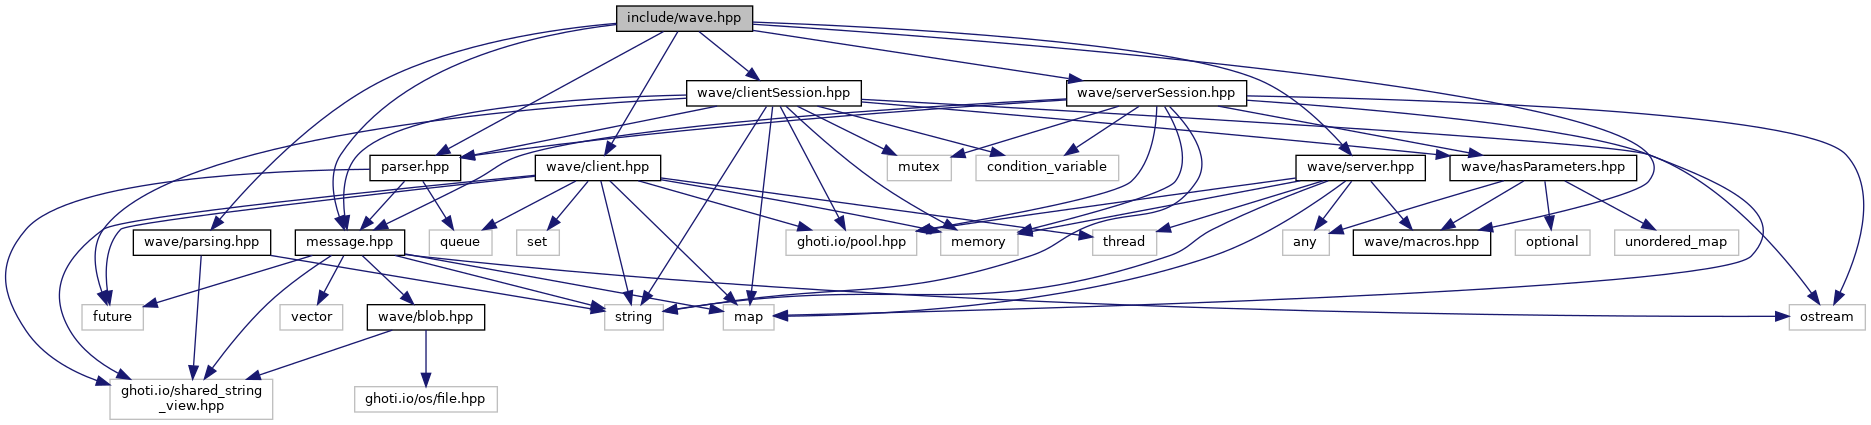 include/wave.hpp
wave/clientSession.hpp
wave/serverSession.hpp
parser.hpp
wave/client.hpp
mutex
condition_variable
wave/server.hpp
wave/hasParameters.hpp
wave/parsing.hpp
message.hpp
queue
set
ghoti.io/pool.hpp
memory
thread
any
wave/macros.hpp
optional
unordered_map
future
vector
wave/blob.hpp
string
map
ostream
ghoti.io/shared_string
_view.hpp
ghoti.io/os/file.hpp